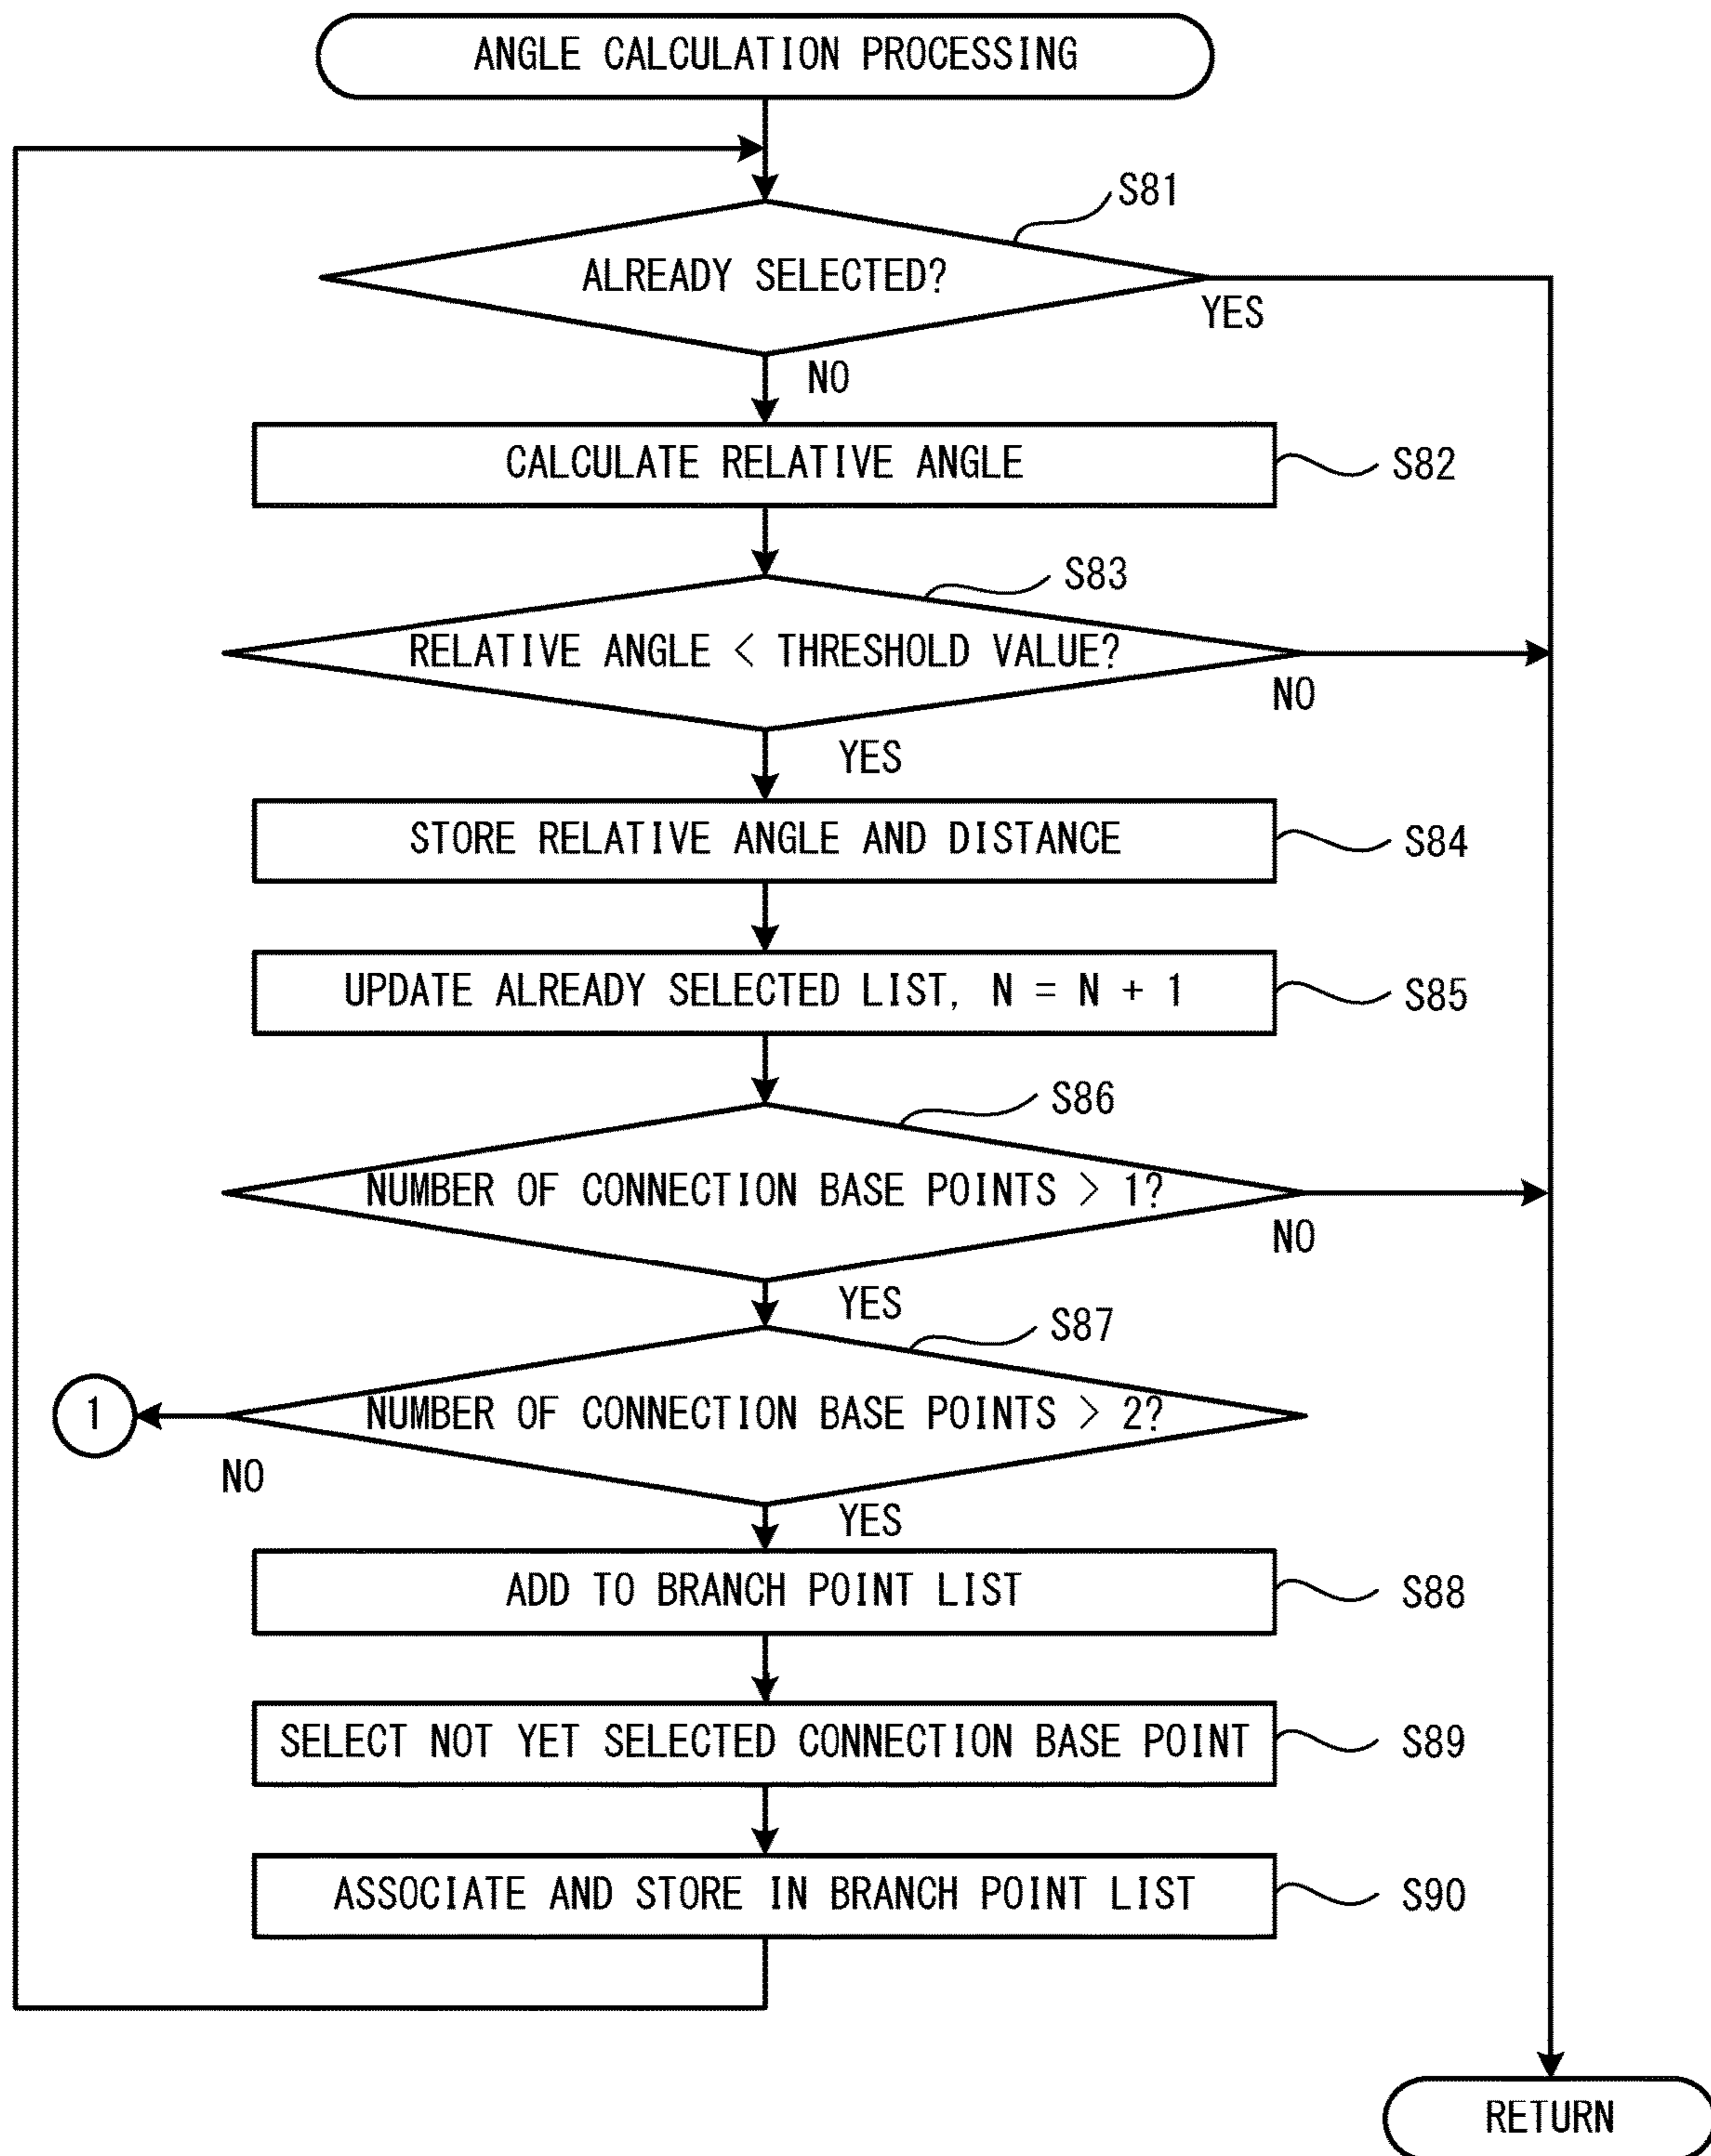 ANGLE CALCULATION PROCESSING
S81
ALREADY SELECTED?
YES
NO
CALCULATE RELATIVE ANGLE
S82
S83
RELATIVE ANGLE < THRESHOLD VALUE?
NO
YES
STORE RELATIVE ANGLE AND DISTANCE
S84
UPDATE ALREADY SELECTED LIST, N = N + 1
S85
S86
NUMBER OF CONNECTION BASE POINTS > 1?
NO
YES
S87
1
NUMBER OF CONNECTION BASE POINTS > 2?
NO
YES
ADD TO BRANCH POINT LIST
S88
SELECT NOT YET SELECTED CONNECTION BASE POINT
S89
ASSOCIATE AND STORE IN BRANCH POINT LIST
S90
RETURN